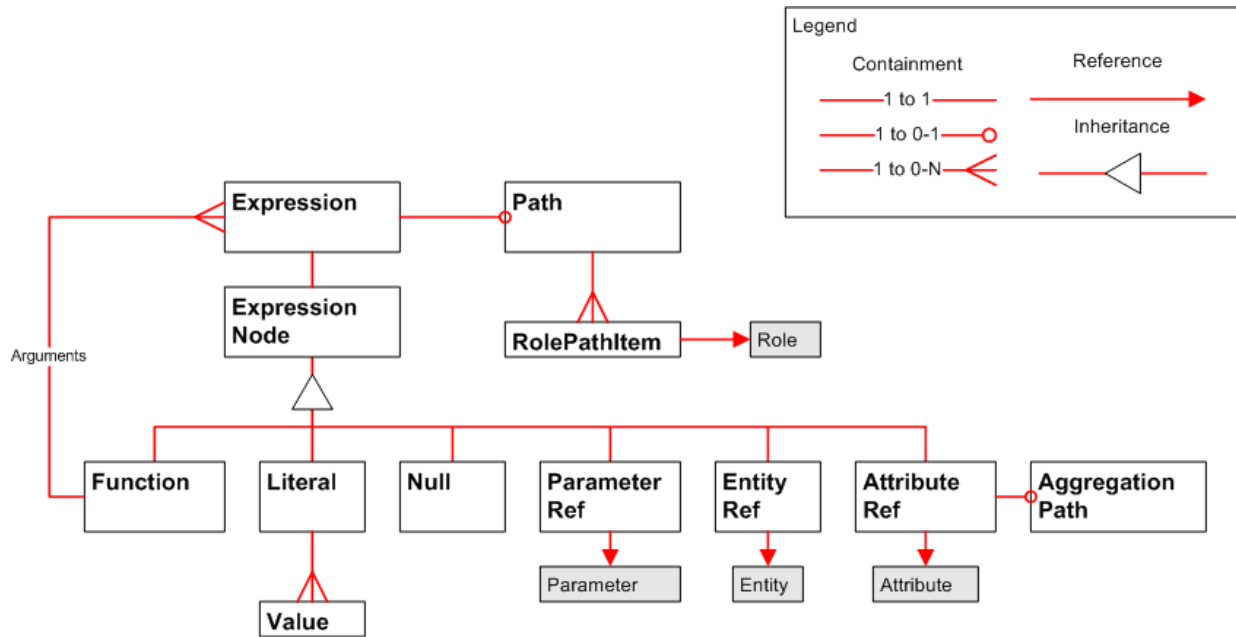 Legend
Containment
Reference
1 to 1
1 to 0-1
Inheritance
1 to 0-N
Expression
Path
Expression
Node
Arguments
RolePathItem
Role
Function
Literal
Null
Parameter
Ref
Entity
Ref
Attribute
Ref
Aggregation
Path
Parameter
Entity
Attribute
Value